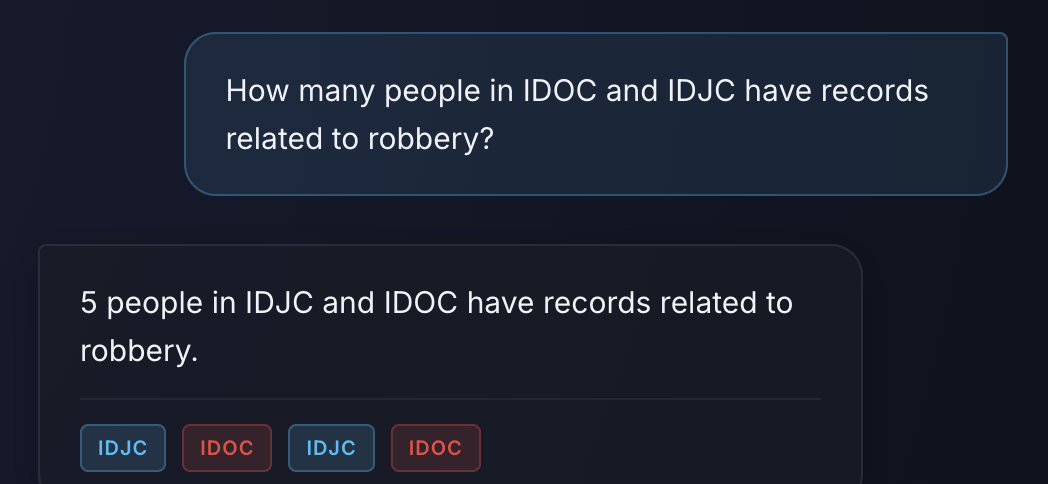 How many people in IDOC and IDJC have records
related to robbery?
5 people in IDJC and IDOC have records related to
robbery.
IDJC IDOC IDJC IDOC